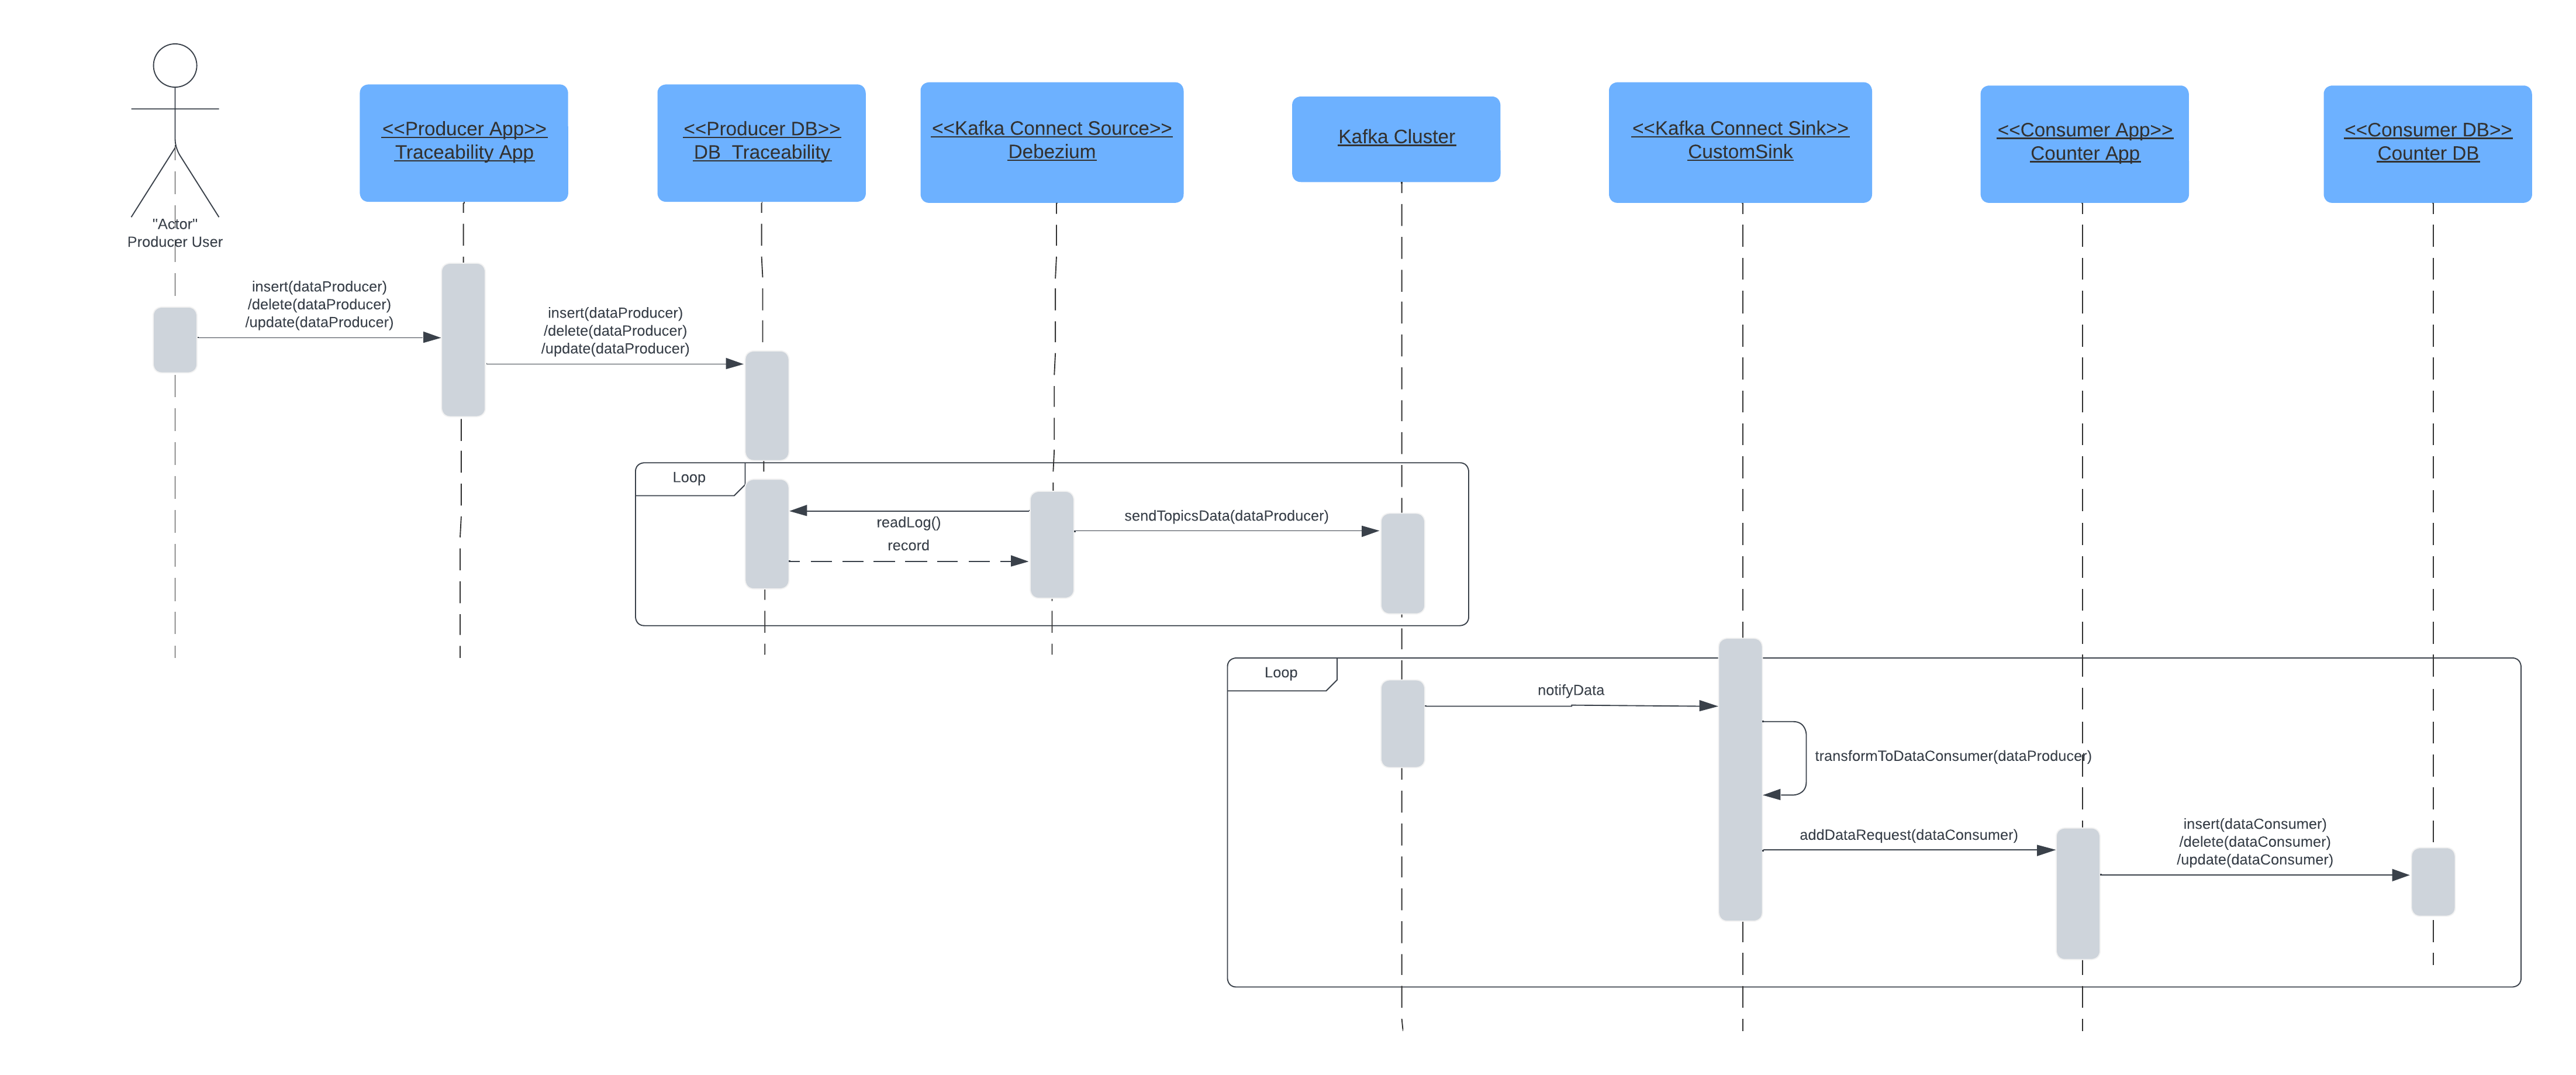 <<Producer App>>
Traceability App
<<Producer DB>>
DB_Traceability
<<Kafka Connect Source>>
Debezium
Kafka Cluster
<<Kafka Connect Sink>>
CustomSink
<<Consumer App>>
Counter App
<<Consumer DB>>
Counter DB
"Actor"
Producer User
insert(dataProducer)
/delete(dataProducer)
/update(dataProducer)
insert(dataProducer)
/delete(dataProducer)
/update(dataProducer)
Loop
readLog()
record
sendTopicsData(dataProducer)
Loop
notifyData
transformToDataConsumer(dataProducer)
addDataRequest(dataConsumer)
insert(dataConsumer)
/delete(dataConsumer)
/update(dataConsumer)